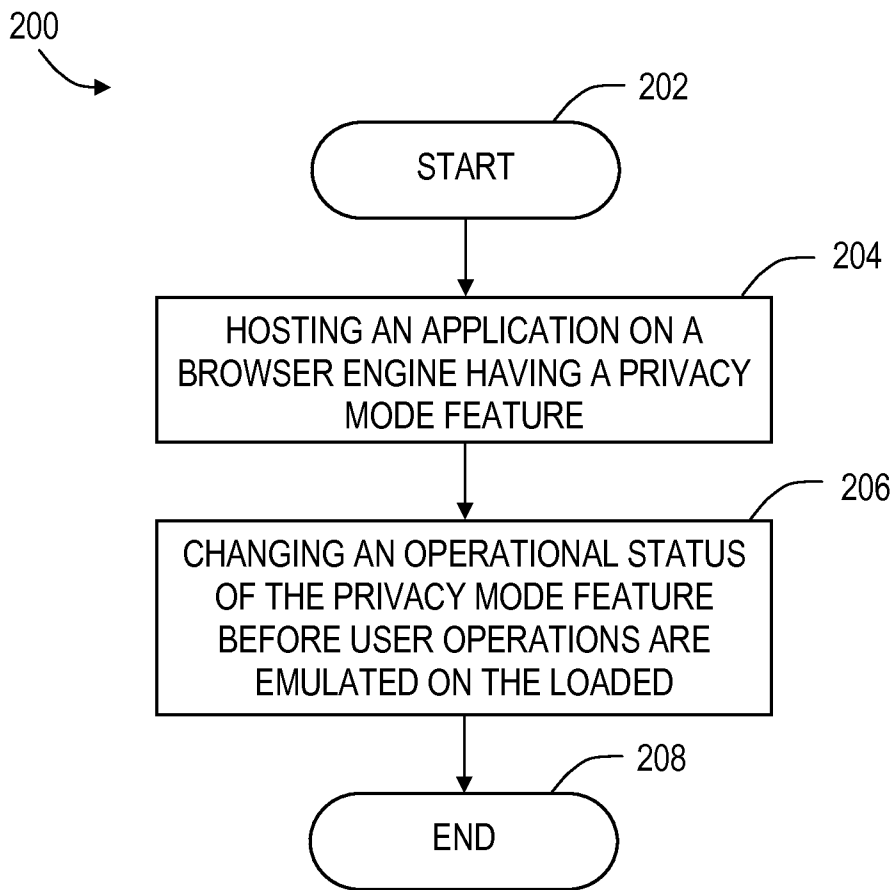 200
202
START
204
HOSTING AN APPLICATION ON A
BROWSER ENGINE HAVING A PRIVACY
MODE FEATURE
206
CHANGING AN OPERATIONAL STATUS
OF THE PRIVACY MODE FEATURE
BEFORE USER OPERATIONS ARE
EMULATED ON THE LOADED
208
END